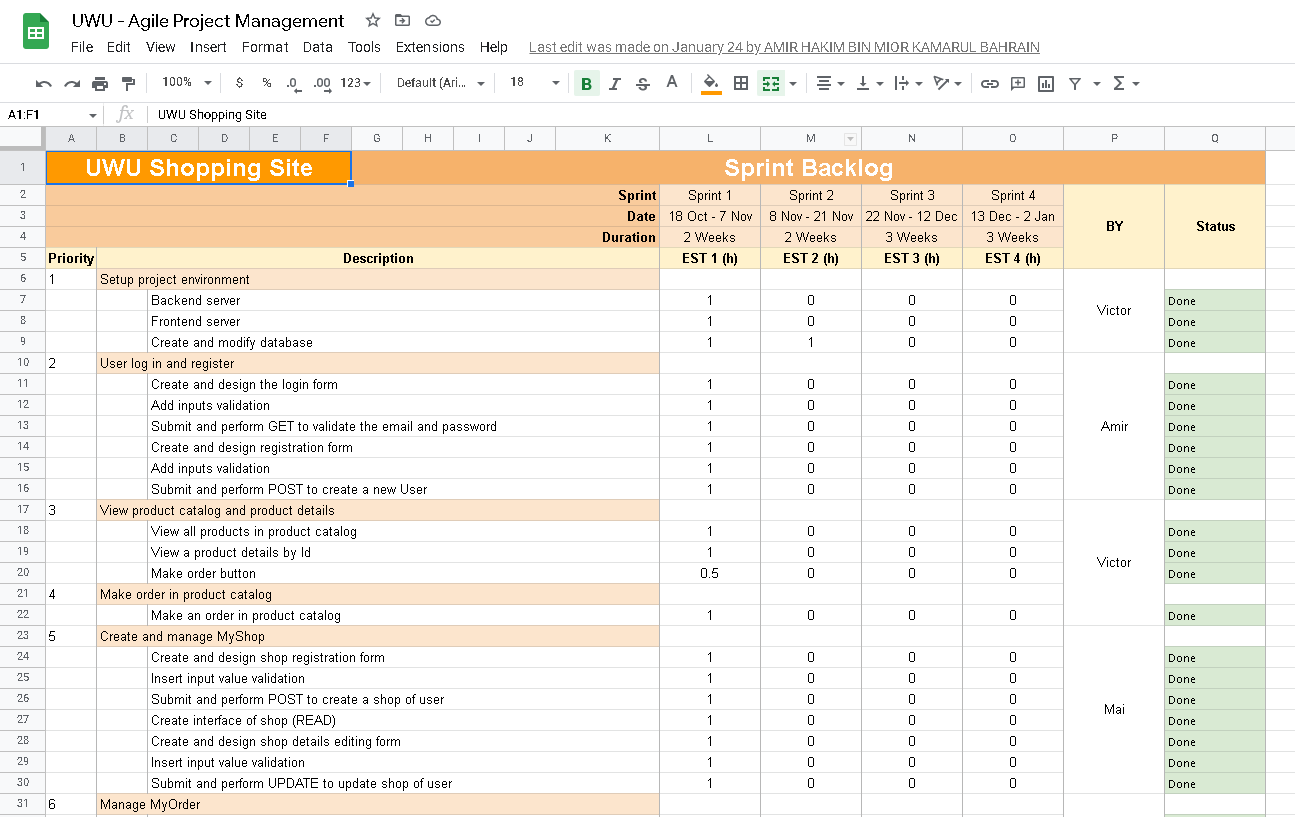 UWU - Agile Project Management
File Edit View Insert Format Data Tools Extensions Help Last edit was made on January 24 by AMIR HAKIM BIN MIOR KAMARUL BAHRAIN
100% $ % .0 .00 123 Default (Ari... 18 B I S A
A1:F1 fx UWU Shopping Site
A B C D E F G H I J K L M N O P Q
1 UWU Shopping Site Sprint Backlog
2 Sprint Sprint 1 Sprint 2 Sprint 3 Sprint 4 BY Status
3 Date 18 Oct - 7 Nov 8 Nov - 21 Nov 22 Nov - 12 Dec 13 Dec - 2 Jan
4 Duration 2 Weeks 2 Weeks 3 Weeks 3 Weeks
5 Priority Description EST 1 (h) EST 2 (h) EST 3 (h) EST 4 (h)
6 1 Setup project environment
7 Backend server 1 0 0 0 Victor Done
8 Frontend server 1 0 0 0 Done
9 Create and modify database 1 1 0 0 Done
10 2 User log in and register
11 Create and design the login form 1 0 0 0 Done
12 Add inputs validation 1 0 0 0 Done
13 Submit and perform GET to validate the email and password 1 0 0 0 Amir Done
14 Create and design registration form 1 0 0 0 Done
15 Add inputs validation 1 0 0 0 Done
16 Submit and perform POST to create a new User 1 0 0 0 Done
17 3 View product catalog and product details
18 View all products in product catalog 1 0 0 0 Done
19 View a product details by Id 1 0 0 0 Done
20 Make order button 0.5 0 0 0 Victor Done
21 4 Make order in product catalog
22 Make an order in product catalog 1 0 0 0 Done
23 5 Create and manage MyShop
24 Create and design shop registration form 1 0 0 0 Done
25 Insert input value validation 1 0 0 0 Done
26 Submit and perform POST to create a shop of user 1 0 0 0 Done
27 Create interface of shop (READ) 1 0 0 0 Mai Done
28 Create and design shop details editing form 1 0 0 0 Done
29 Insert input value validation 1 0 0 0 Done
30 Submit and perform UPDATE to update shop of user 1 0 0 0 Done
31 6 Manage MyOrder